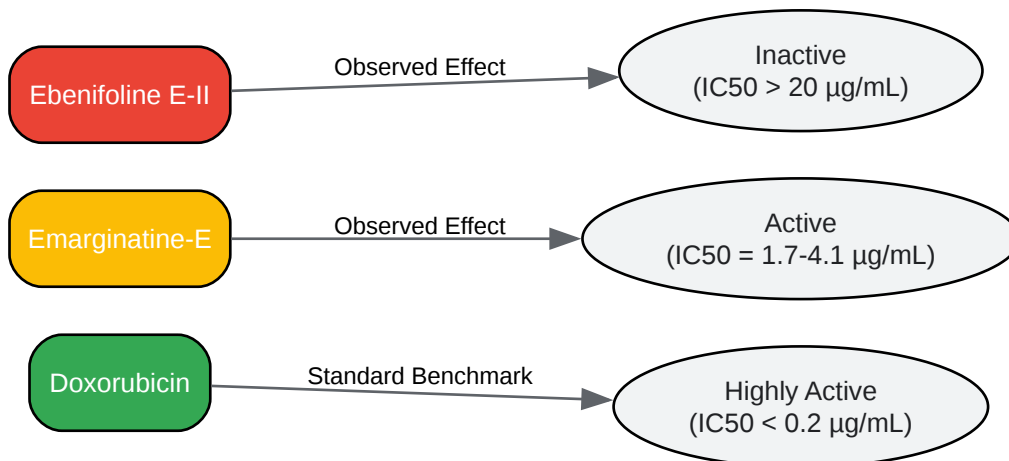 Ebenifoline E-II
Observed Effect
Inactive
(IC50 > 20 µg/mL)
Emarginatine-E
Observed Effect
Active
(IC50 = 1.7-4.1 µg/mL)
Doxorubicin
Standard Benchmark
Highly Active
(IC50 < 0.2 µg/mL)